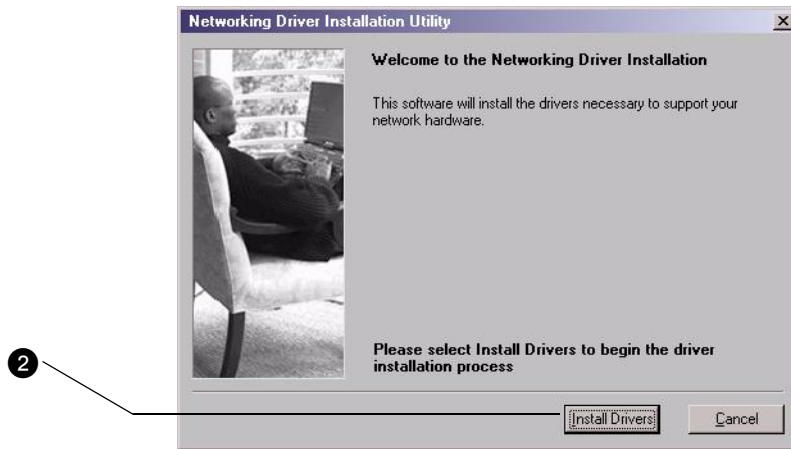 Networking Driver Installation Utility
Welcome to the Networking Driver Installation
This software will install the drivers necessary to support your
network hardware.
Please select Install Drivers to begin the driver
installation process
2
Install Drivers
Cancel